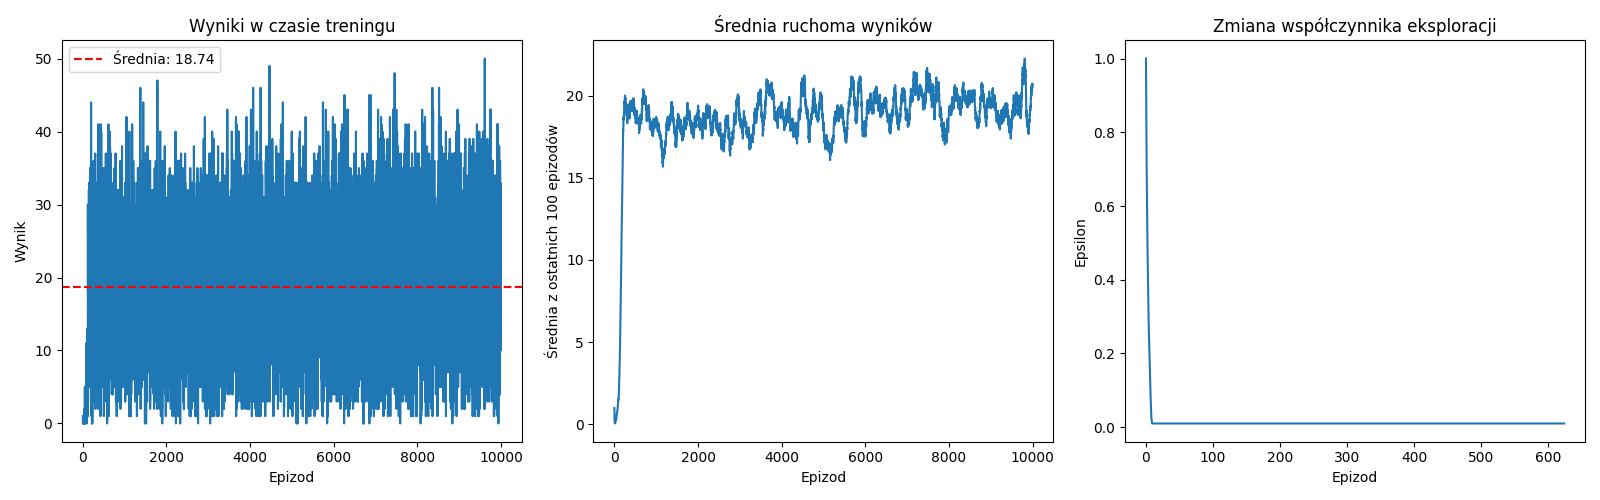 Wyniki w czasie treningu
Średnia: 18.74
50
40
30
20
10
0
Wynik
0 2000 4000 6000 8000 10000
Epizod
Średnia ruchoma wyników
20
15
10
5
0
Średnia z ostatnich 100 epizodów
0 2000 4000 6000 8000 10000
Epizod
Zmiana współczynnika eksploracji
1.0
0.8
0.6
0.4
0.2
0.0
Epsilon
0 100 200 300 400 500 600
Epizod